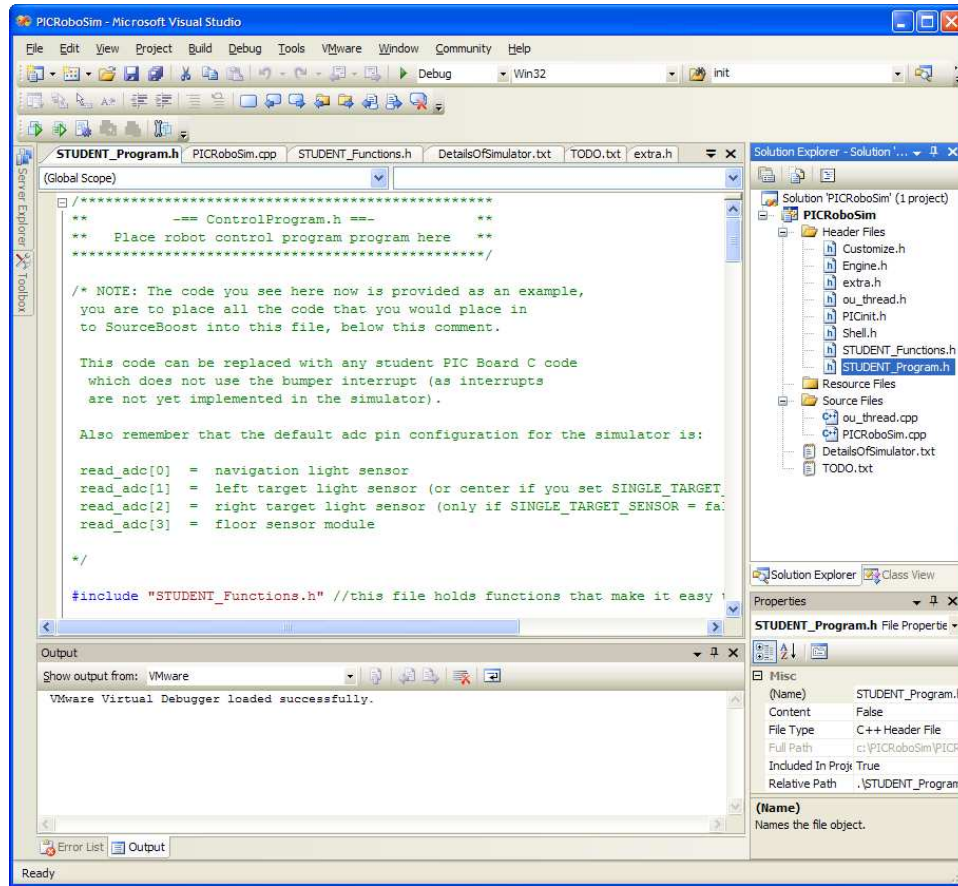 PICRoboSim - Microsoft Visual Studio
File Edit View Project Build Debug Tools VMware Window Community Help
Debug Win32 init
STUDENT_Program.h PICRoboSim.cpp STUDENT_Functions.h DetailsOfSimulator.txt TODO.txt extra.h
(Global Scope)
Server Explorer
Toolbox
/************************************************
** -== ControlProgram.h ==- **
** Place robot control program program here **
************************************************/
/* NOTE: The code you see here now is provided as an example,
you are to place all the code that you would place in
to SourceBoost into this file, below this comment.
This code can be replaced with any student PIC Board C code
which does not use the bumper interrupt (as interrupts
are not yet implemented in the simulator).
Also remember that the default adc pin configuration for the simulator is:
read_adc[0] = navigation light sensor
read_adc[1] = left target light sensor (or center if you set SINGLE_TARGET_
read_adc[2] = right target light sensor (only if SINGLE_TARGET_SENSOR = fal
read_adc[3] = floor sensor module
*/
#include "STUDENT_Functions.h" //this file holds functions that make it easy
Output
Show output from: VMware
VMware Virtual Debugger loaded successfully.
Error List Output
Ready
Solution Explorer - Solution '...
Solution 'PICRoboSim' (1 project)
PICRoboSim
Header Files
Customize.h
Engine.h
extra.h
ou_thread.h
PICinit.h
Shell.h
STUDENT_Functions.h
STUDENT_Program.h
Resource Files
Source Files
ou_thread.cpp
PICRoboSim.cpp
DetailsOfSimulator.txt
TODO.txt
Solution Explorer Class View
Properties
STUDENT_Program.h File Propertie
Misc
(Name) STUDENT_Program.
Content False
File Type C++ Header File
Full Path c:\PICRoboSim\PICR
Included In Proje True
Relative Path .\STUDENT_Program
(Name)
Names the file object.